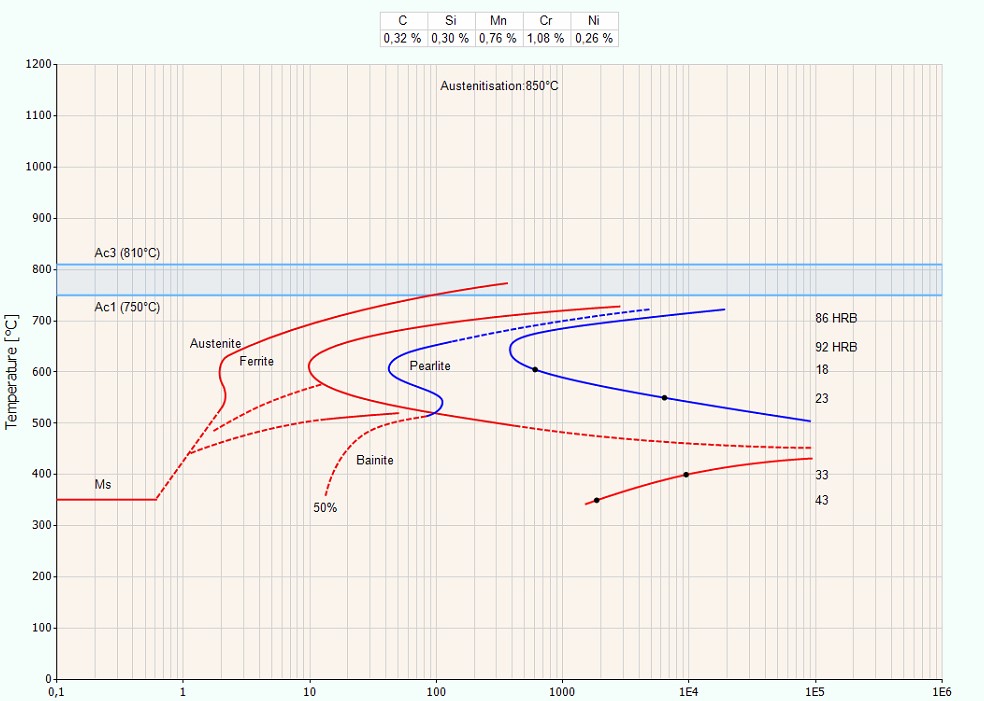 C Si Mn Cr Ni
0,32 % 0,30 % 0,76 % 1,08 % 0,26 %
1200
Austenitisation:850°C
1100
1000
900
Ac3 (810°C)
800
Ac1 (750°C)
700
86 HRB
Austenite
92 HRB
Ferrite
Pearlite
600
18
23
500
Bainite
400
33
Ms
43
50%
300
200
100
0
Temperature [°C]
0,1 1 10 100 1000 1E4 1E5 1E6